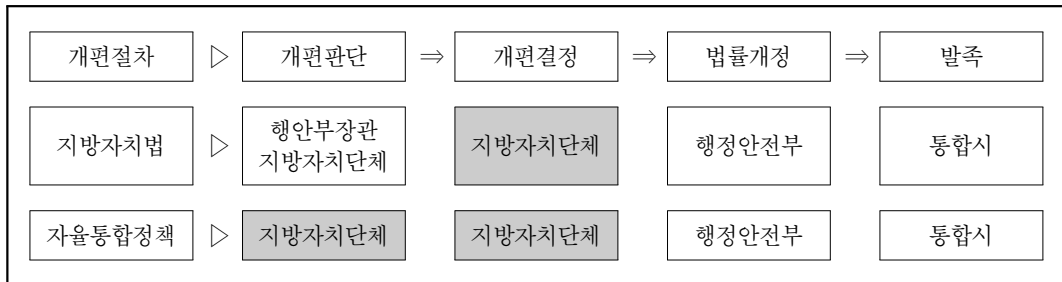 개편절차 ▷ 개편판단 ⇒ 개편결정 ⇒ 법률개정 ⇒ 발족
지방자치법 ▷ 행안부장관 지방자치단체 지방자치단체 행정안전부 통합시
자율통합정책 ▷ 지방자치단체 지방자치단체 행정안전부 통합시